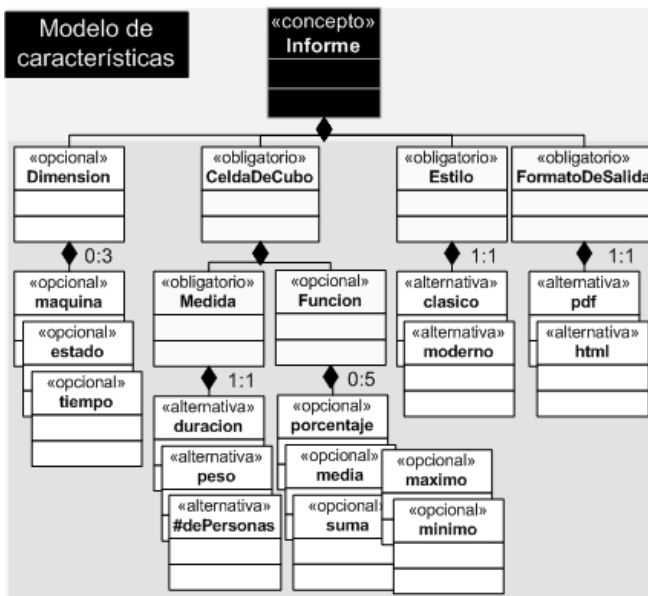 Modelo de
características
«concepto»
Informe
«opcional»
Dimension
«obligatorio»
CeldaDeCubo
«obligatorio»
Estilo
«obligatorio»
FormatoDeSalida
0:3
1:1
1:1
«opcional»
maquina
«opcional»
estado
«opcional»
tiempo
«obligatorio»
Medida
«opcional»
Funcion
«alternativa»
clasico
«alternativa»
moderno
«alternativa»
pdf
«alternativa»
html
1:1
0:5
«alternativa»
duracion
«alternativa»
peso
«alternativa»
#dePersonas
«opcional»
porcentaje
«opcional»
media
«opcional»
suma
«opcional»
maximo
«opcional»
minimo